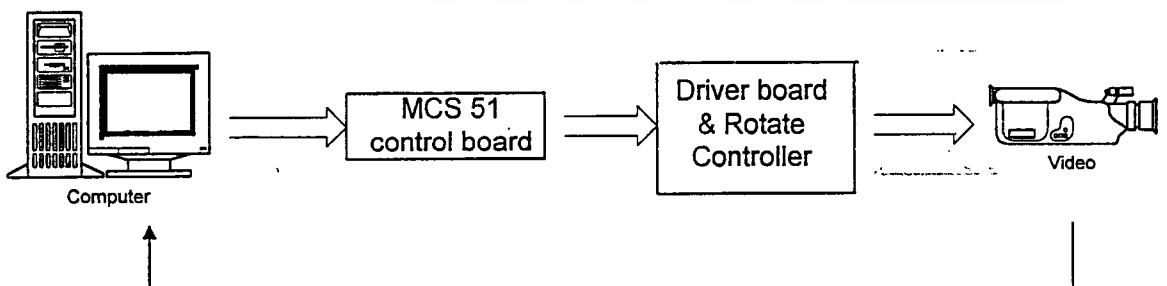 Computer
MCS 51
control board
Driver board
& Rotate
Controller
Video